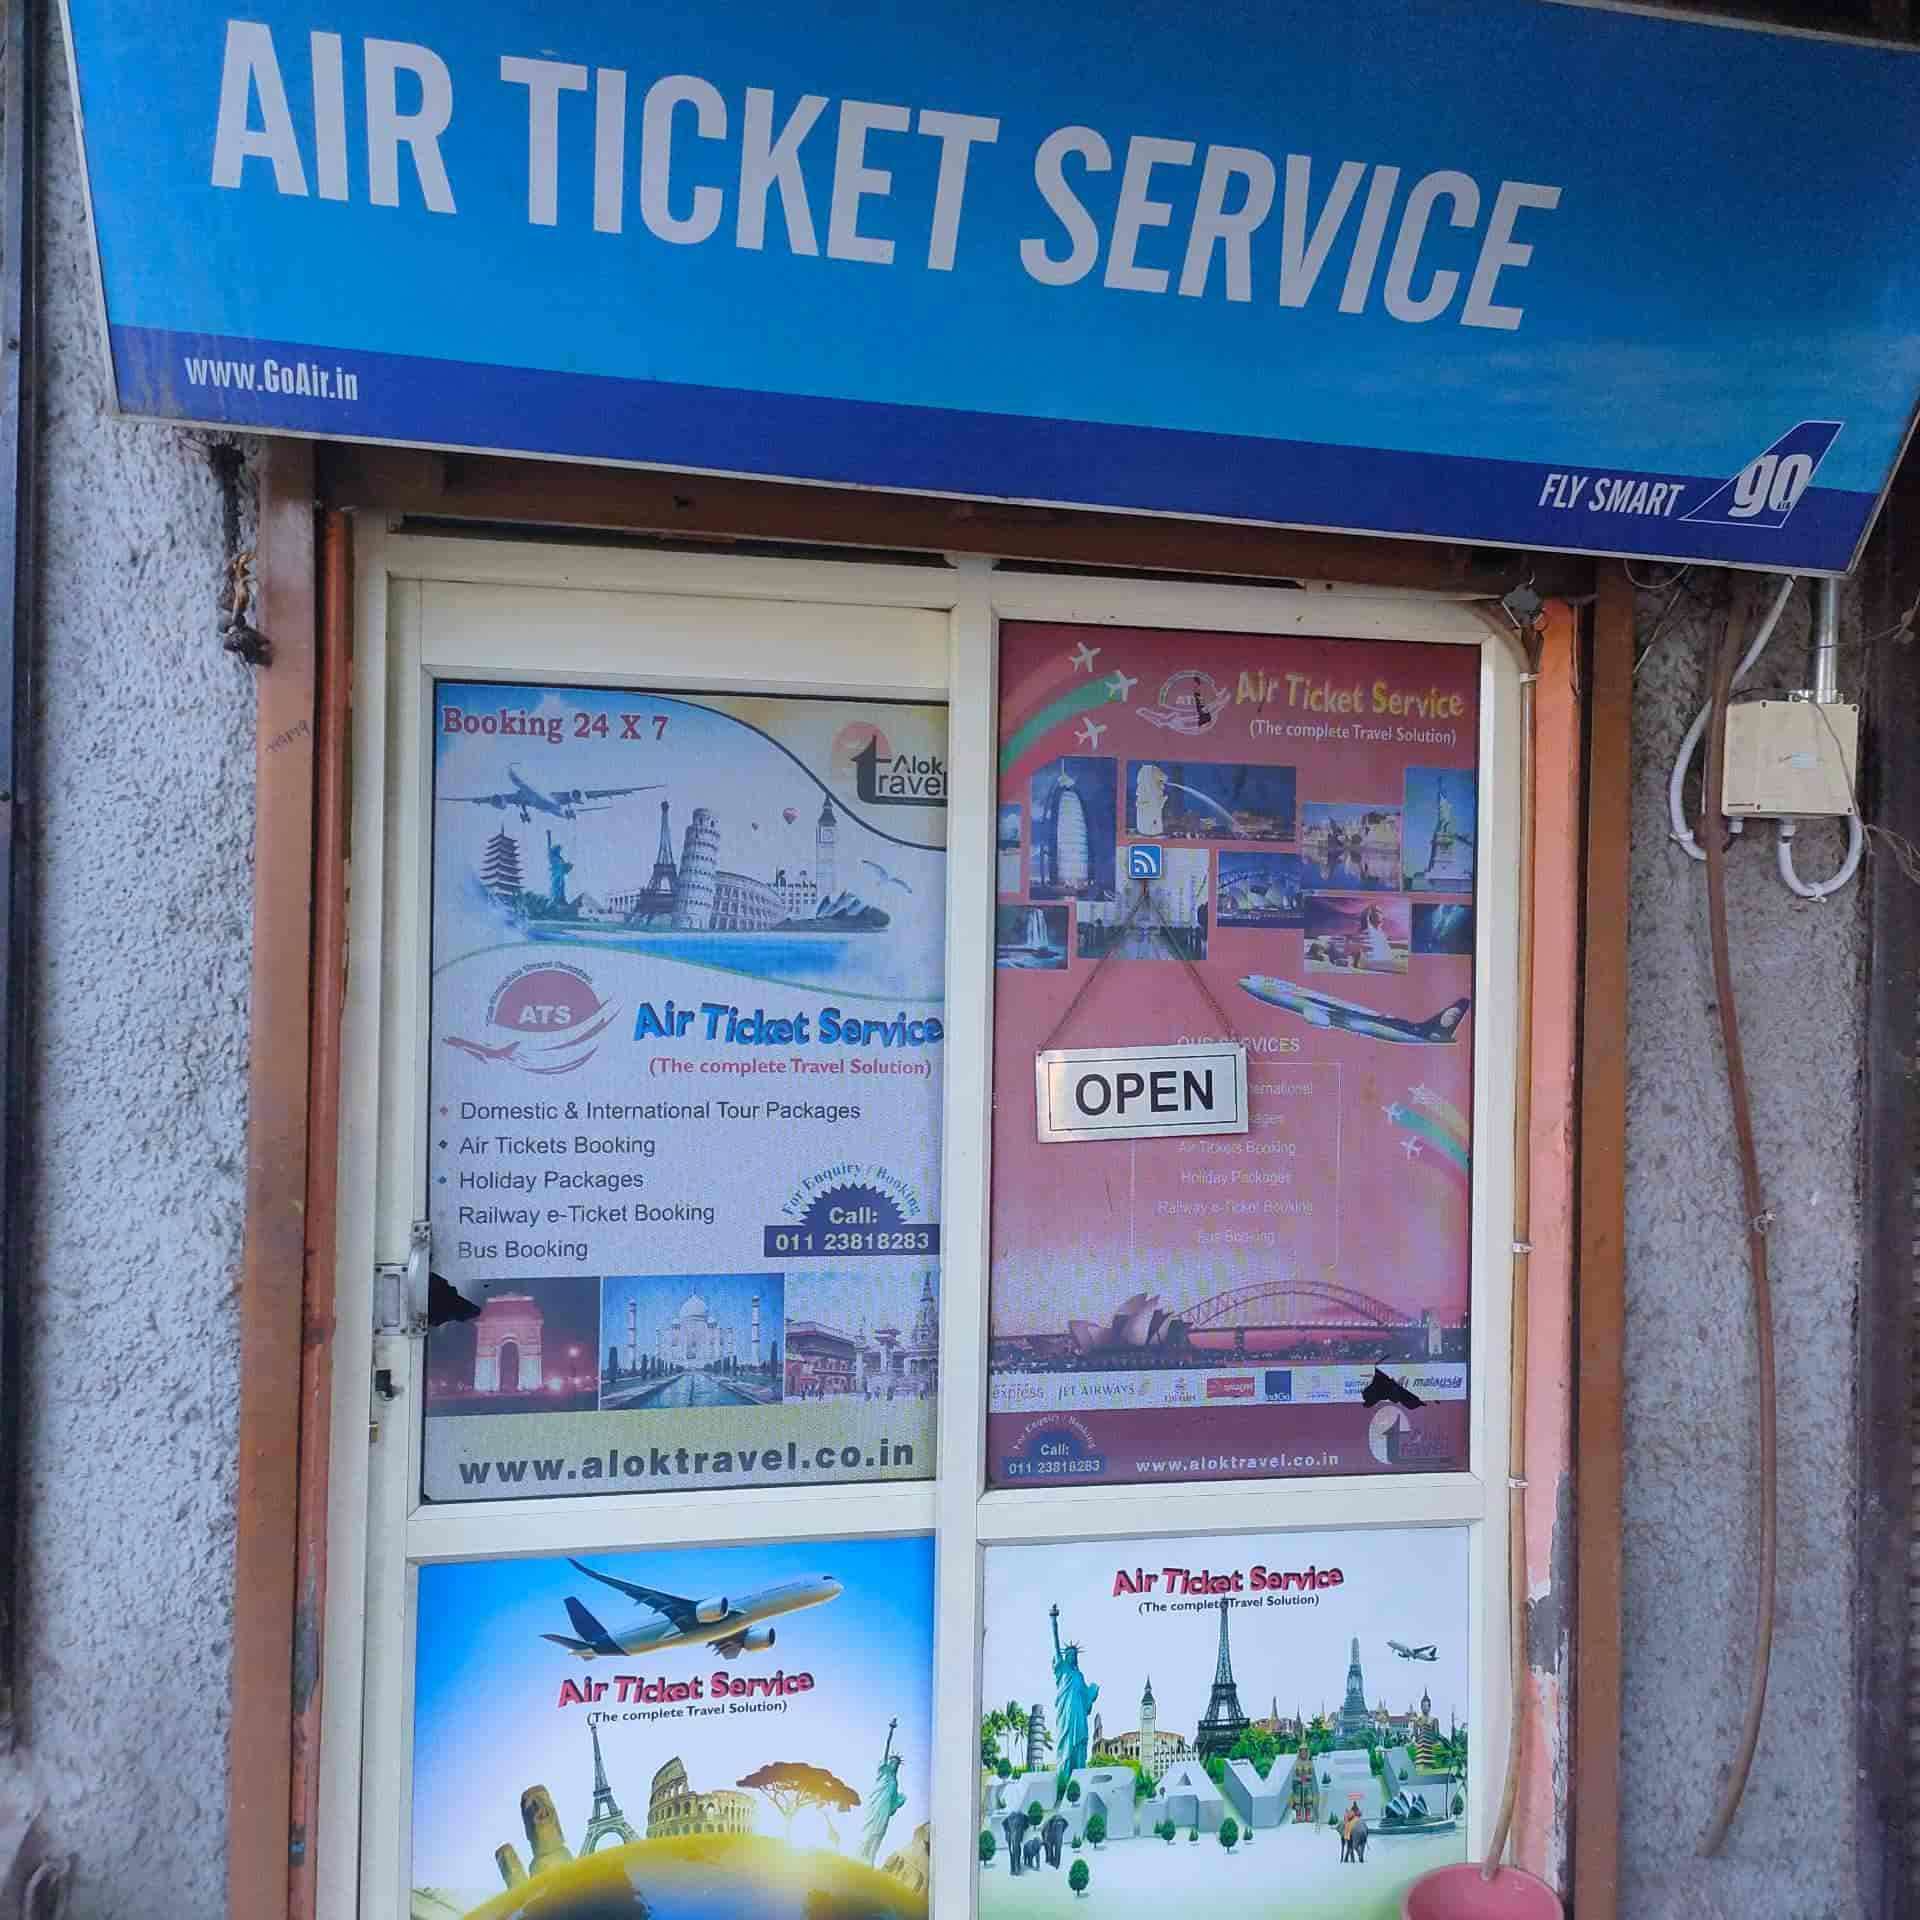 AIR TICKET SERVICE
www.GoAir.in
FLY SMART go
Booking 24 X 7
Alok
travel
ATS
Air Ticket Service
(The complete Travel Solution)
Domestic & International Tour Packages
Air Tickets Booking
Holiday Packages
Railway e-Ticket Booking
Bus Booking
For Enquiry / Booking
Call:
011 23818283
www.aloktravel.co.in
ATS
Air Ticket Service
(The complete Travel Solution)
OPEN
Air Tickets Booking
Holiday Packages
Railway e-Ticket Booking
Bus Booking
express JET AIRWAYS IndiGo malaysia
For Enquiry / Booking
Call:
011 23818283
www.aloktravel.co.in
travel
Air Ticket Service
(The complete Travel Solution)
Air Ticket Service
(The complete Travel Solution)
TRAVEL